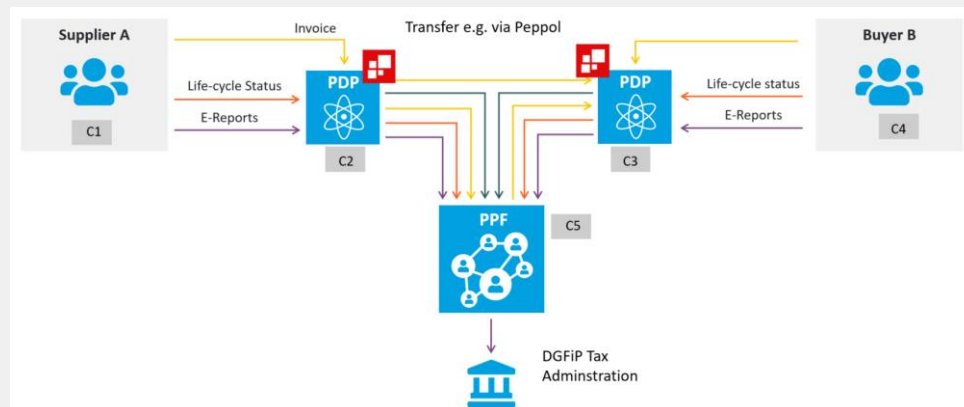 Supplier A
Invoice
Transfer e.g. via Peppol
Buyer B
PDP
PDP
Life-cycle Status
Life-cycle status
E-Reports
E-Reports
C1
C2
C3
C4
PPF
C5
DGFiP Tax
Adminstration